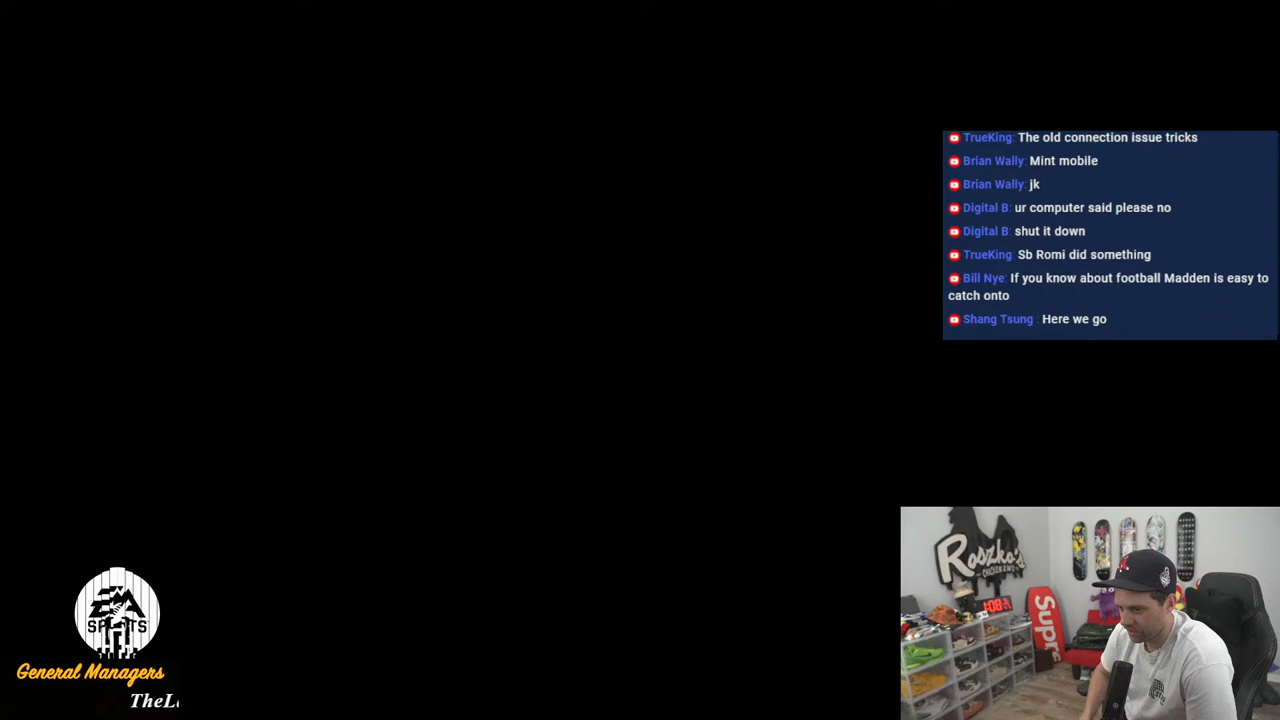 TrueKing: The old connection issue tricks
Brian Wally: Mint mobile
Brian Wally: jk
Digital B: ur computer said please no
Digital B: shut it down
TrueKing: Sb Romi did something
Bill Nye: If you know about football Madden is easy to
catch onto
Shang Tsung : Here we go
Roszko's
CHICKEN
Supre
EA
SPORTS
General Managers